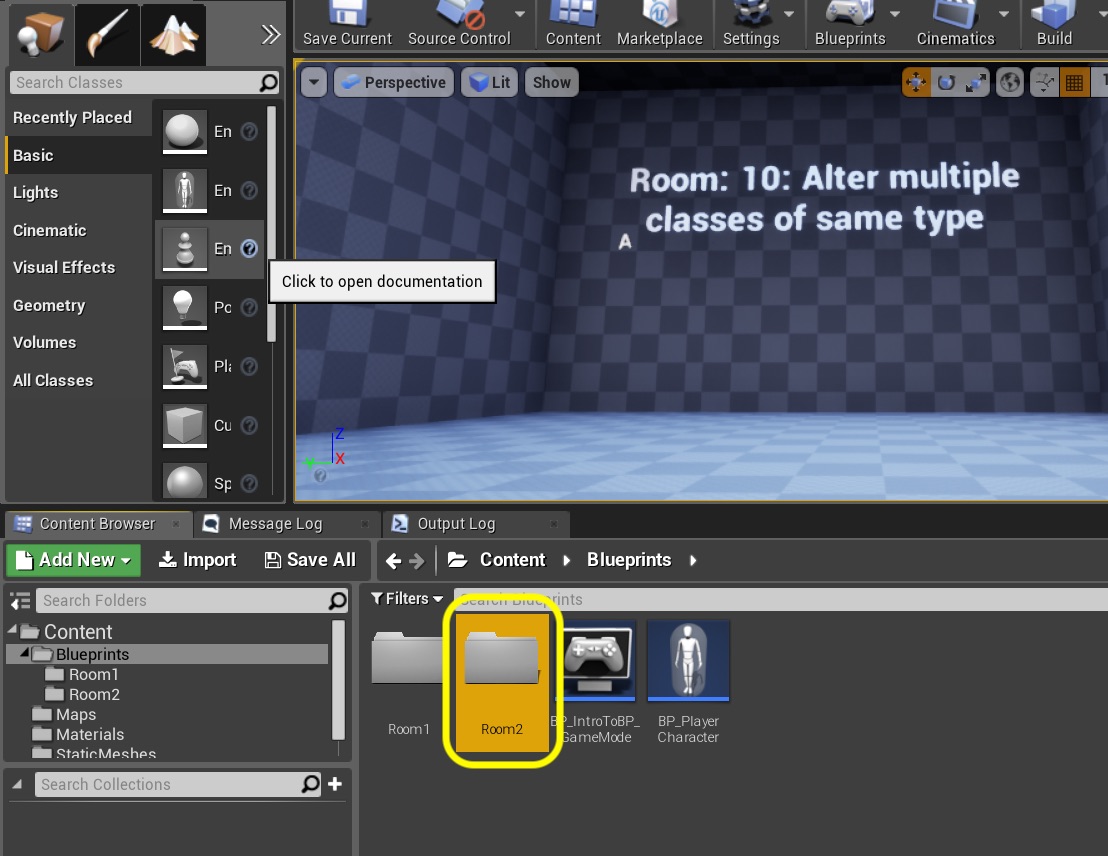 Save Current
Source Control
Content
Marketplace
Settings
Blueprints
Cinematics
Build
Search Classes
Perspective
Lit
Show
Recently Placed
Basic
Lights
Cinematic
Visual Effects
Geometry
Volumes
All Classes
En
En
En
Po
Pla
Cu
Sp
Click to open documentation
Room: 10: Alter multiple
classes of same type
A
Z
X
Content Browser
Message Log
Output Log
Add New
Import
Save All
Content
Blueprints
Search Folders
Filters
Search Blueprints
Content
Blueprints
Room1
Room2
Maps
Materials
StaticMeshes
Room1
Room2
BP_IntroToBP_
GameMode
BP_Player
Character
Search Collections